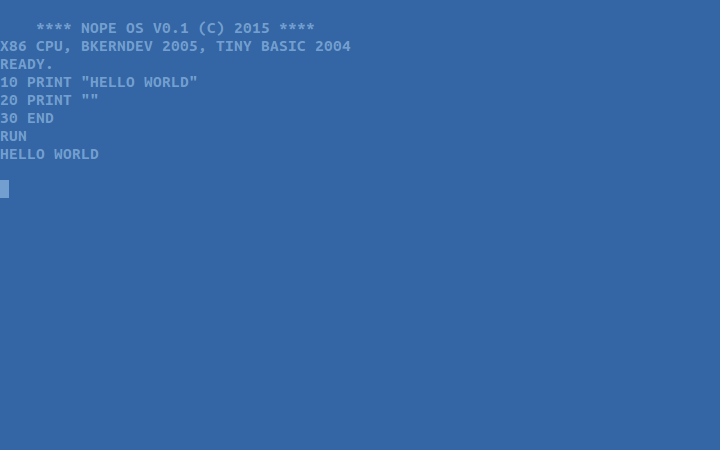 **** NOPE OS V0.1 (C) 2015 ****
X86 CPU, BKERNDEV 2005, TINY BASIC 2004
READY.
10 PRINT "HELLO WORLD"
20 PRINT ""
30 END
RUN
HELLO WORLD